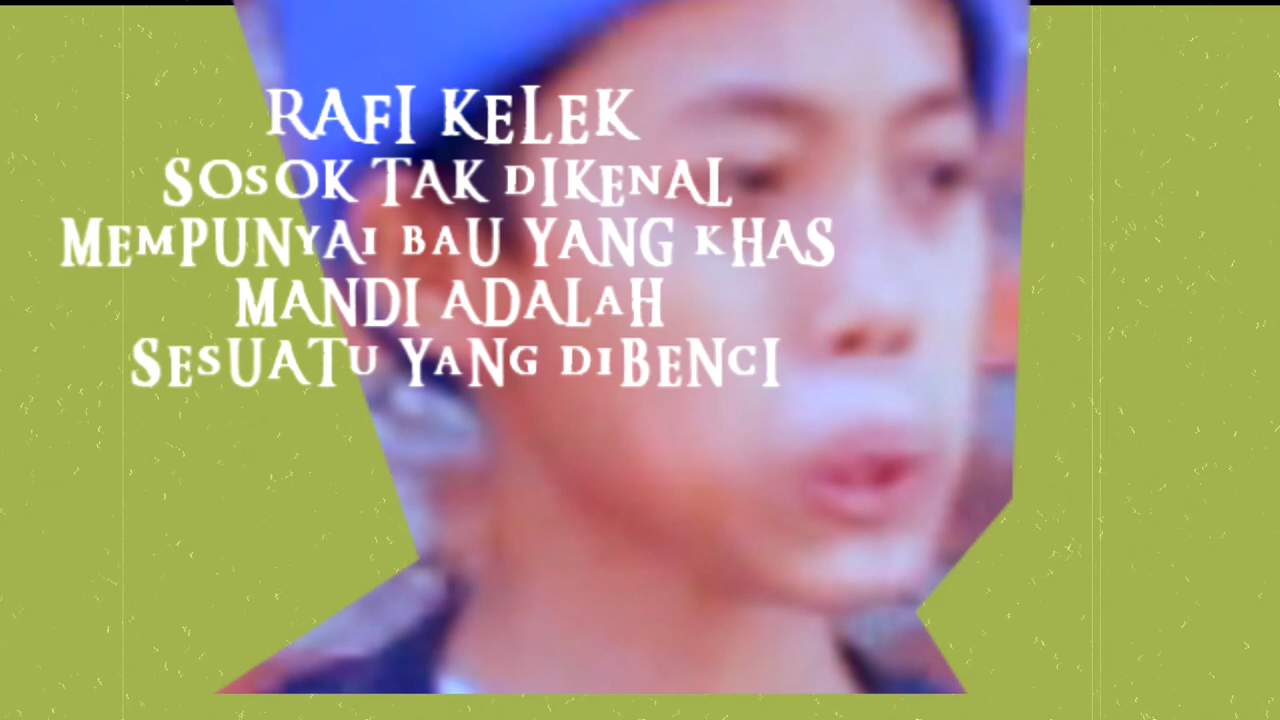 RAFI KELEK
SOSOK TAK DIKENAL
MEMPUNYAI BAU YANG KHAS
MANDI ADALAH
SESUATU YANG DIBENCI